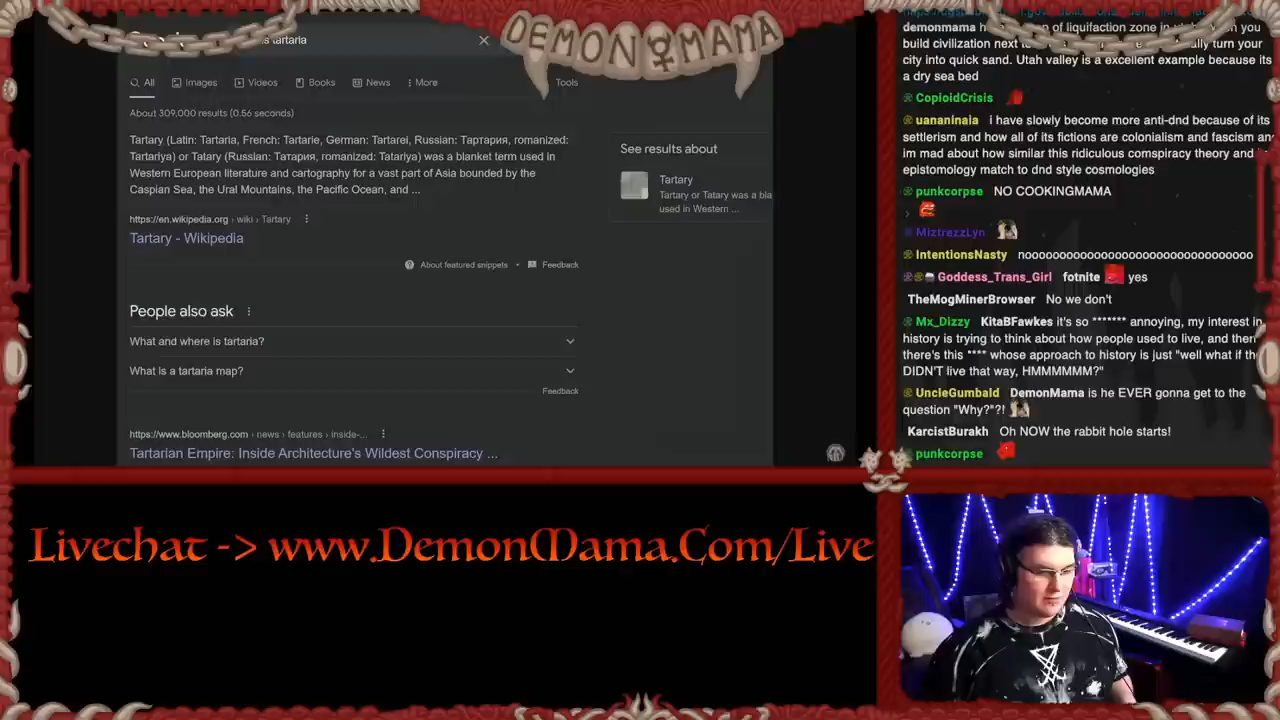 DEMON MAMA
tartaria
All
Images
Videos
Books
News
More
Tools
About 309,000 results (0.56 seconds)
Tartary (Latin: Tartaria, French: Tartarie, German: Tartarei, Russian: Тартария, romanized:
Tartariya) or Tatary (Russian: Татария, romanized: Tatariya) was a blanket term used in
Western European literature and cartography for a vast part of Asia bounded by the
Caspian Sea, the Ural Mountains, the Pacific Ocean, and ...
https://en.wikipedia.org › wiki › Tartary
Tartary - Wikipedia
About featured snippets
Feedback
People also ask
What and where is tartaria?
What is a tartaria map?
Feedback
https://www.bloomberg.com › news › features › inside-...
Tartarian Empire: Inside Architecture's Wildest Conspiracy ...
See results about
Tartary
Tartary or Tatary was a bla
used in Western ...
Livechat -> www.DemonMama.Com/Live
demonmama
of liquifaction zone in
you
build civilization next
turn your
city into quick sand. Utah valley is a excellent example because its
a dry sea bed
CopioidCrisis
uananinaia i have slowly become more anti-dnd because of its
settlerism and how all of its fictions are colonialism and fascism an
im mad about how similar this ridiculous conspiracy theory and
epistomology match to dnd style cosmologies
punkcorpse NO COOKINGMAMA
MiztrezzLyn
IntentionsNasty nooooooooooooooooooooooooooooooooo
Goddess_Trans_Girl fotnite yes
TheMogMinerBrowser No we don't
Mx_Dizzy KitaBFawkes it's so ******* annoying, my interest in
history is trying to think about how people used to live, and then
there's this **** whose approach to history is just "well what if th
DIDN'T live that way, HMMMMMM?"
UncleGumbald DemonMama is he EVER gonna get to the
question "Why?"?!
KarcistBurakh Oh NOW the rabbit hole starts!
punkcorpse